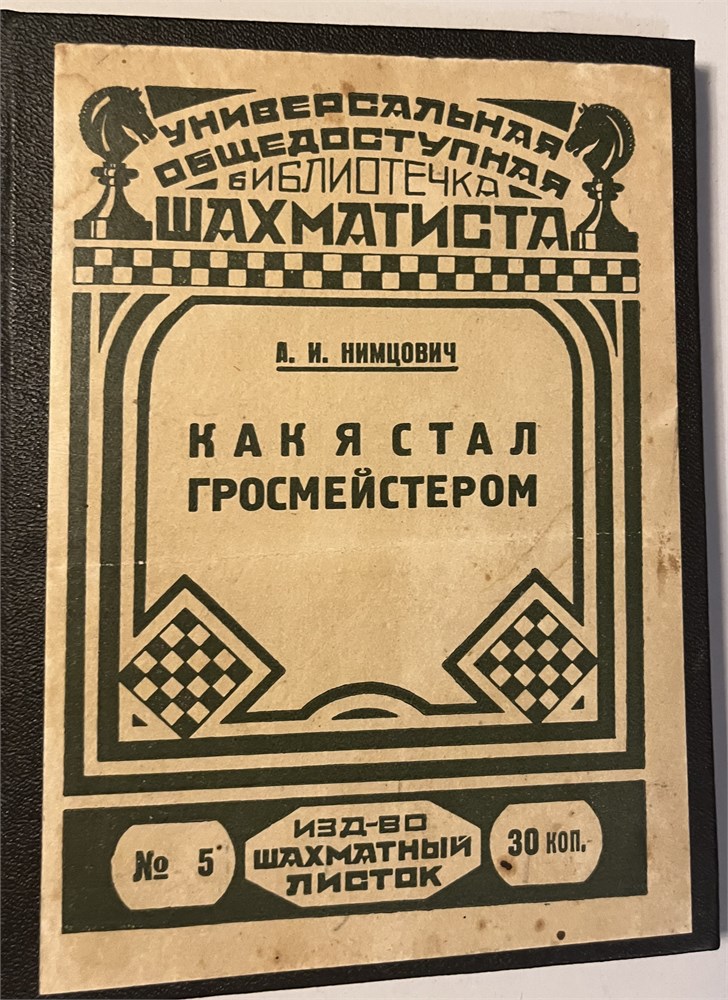 УНИВЕРСАЛЬНАЯ
ОБЩЕДОСТУПНАЯ
БИБЛИОТЕЧКА
ШАХМАТИСТА
А. И. НИМЦОВИЧ
КАК Я СТАЛ
ГРОСМЕЙСТЕРОМ
№ 5
ИЗД-ВО
ШАХМАТНЫЙ
ЛИСТОК
30 КОП.